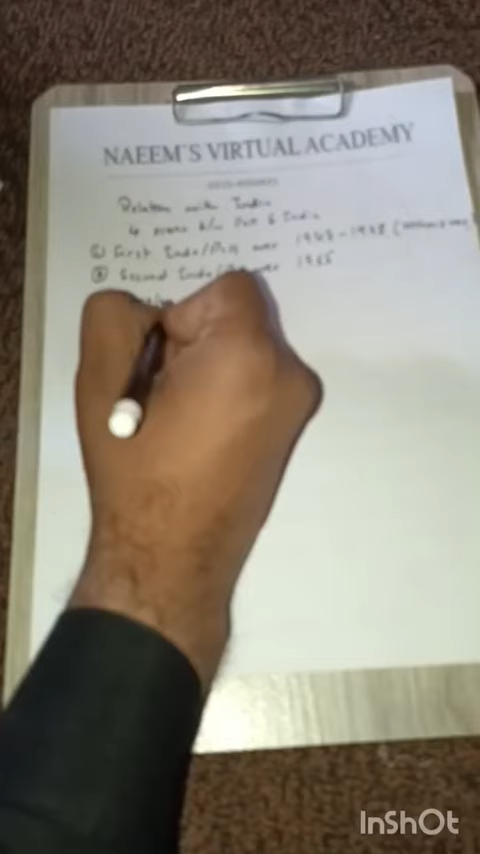 NAEEM'S VIRTUAL ACADEMY
Relation with India
4 wars b/w Pak & India
① First Indo/Pak war 1947-1948
② Second Indo/Pak war 1965
InShOt